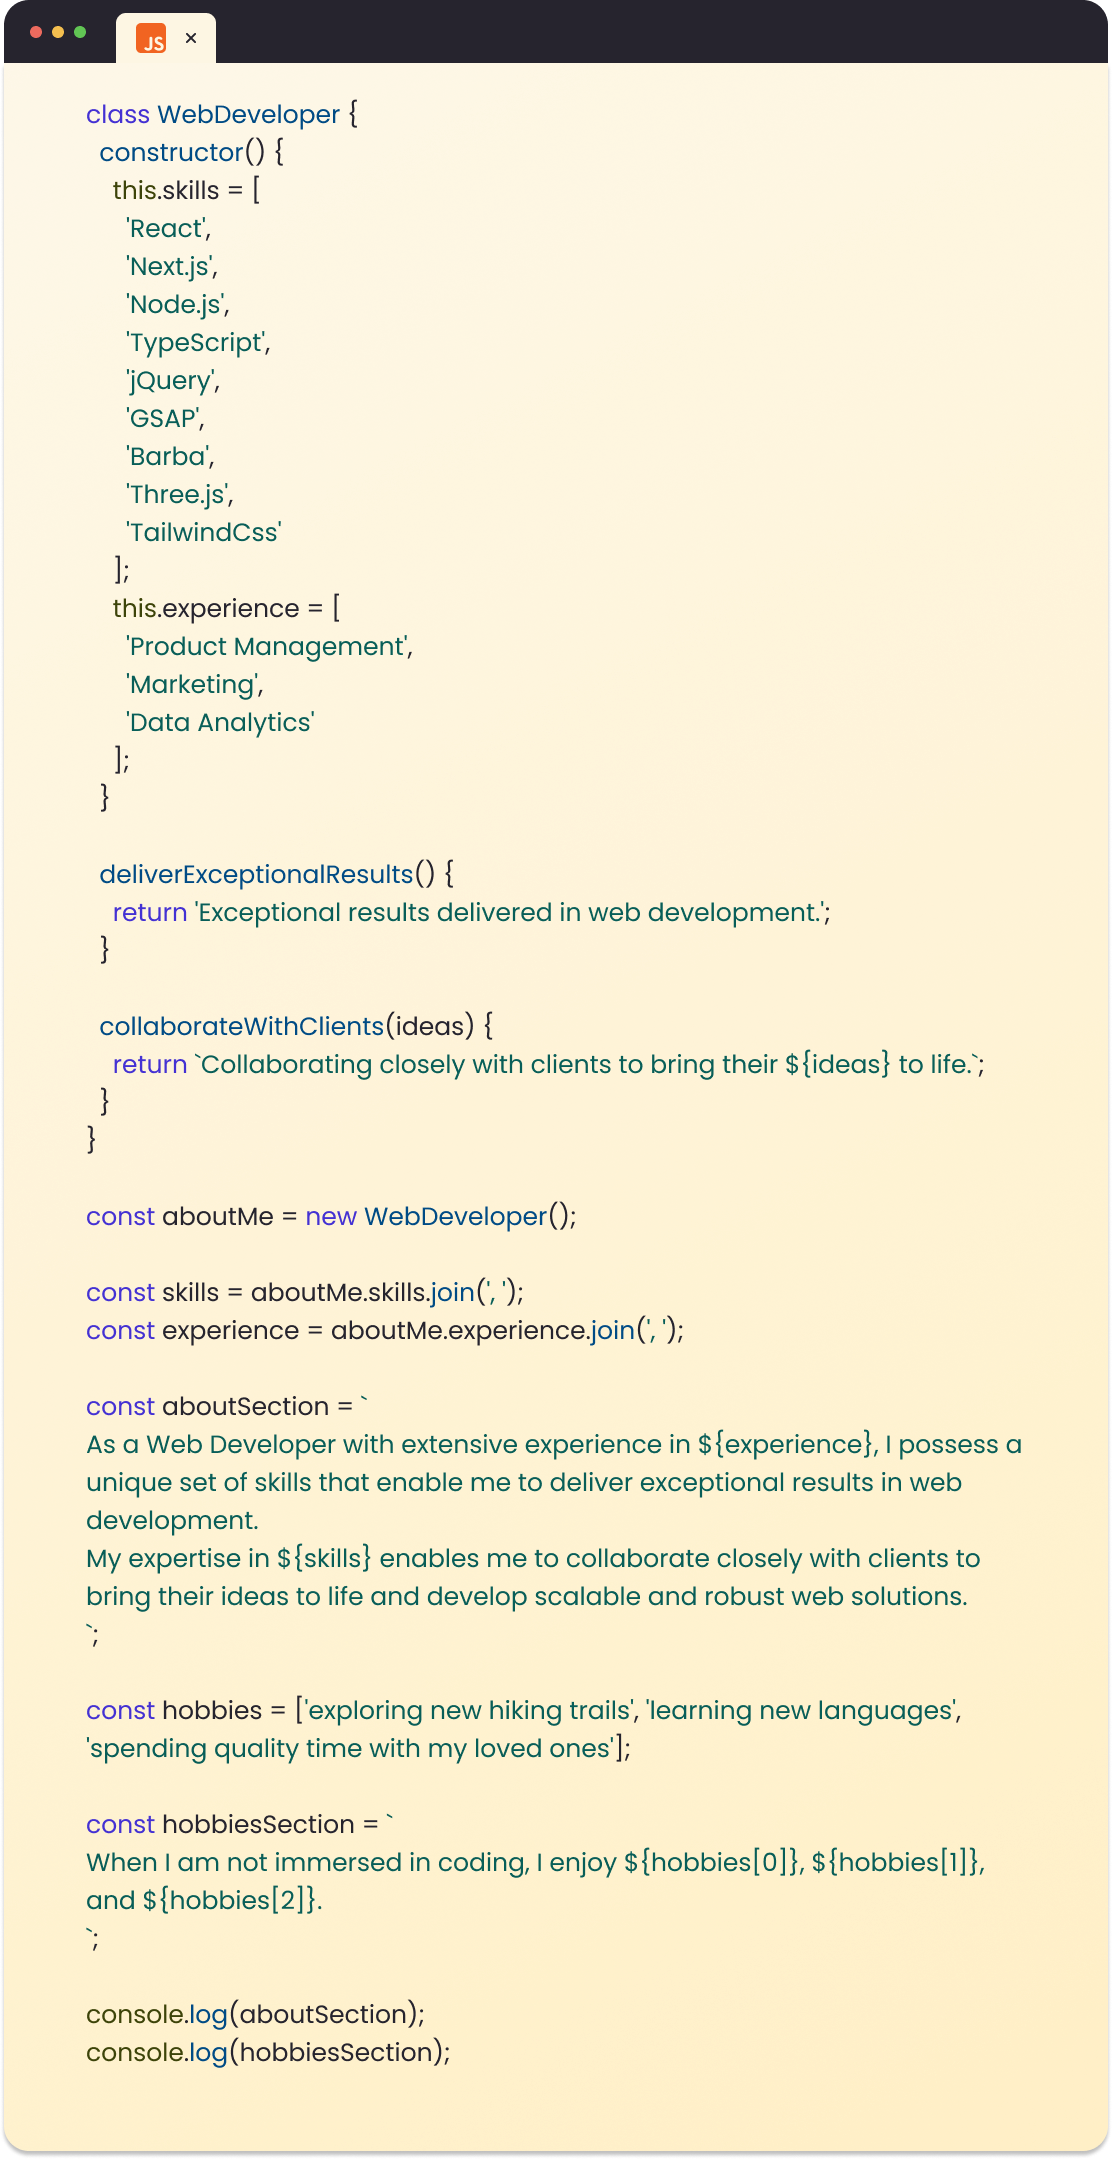 JS ×
class WebDeveloper {
  constructor() {
    this.skills = [
      'React',
      'Next.js',
      'Node.js',
      'TypeScript',
      'jQuery',
      'GSAP',
      'Barba',
      'Three.js',
      'TailwindCss'
    ];
    this.experience = [
      'Product Management',
      'Marketing',
      'Data Analytics'
    ];
  }

  deliverExceptionalResults() {
    return 'Exceptional results delivered in web development.';
  }

  collaborateWithClients(ideas) {
    return `Collaborating closely with clients to bring their ${ideas} to life.`;
  }
}

const aboutMe = new WebDeveloper();

const skills = aboutMe.skills.join(', ');
const experience = aboutMe.experience.join(', ');

const aboutSection = `
As a Web Developer with extensive experience in ${experience}, I possess a
unique set of skills that enable me to deliver exceptional results in web
development.
My expertise in ${skills} enables me to collaborate closely with clients to
bring their ideas to life and develop scalable and robust web solutions.
`;

const hobbies = ['exploring new hiking trails', 'learning new languages',
'spending quality time with my loved ones'];

const hobbiesSection = `
When I am not immersed in coding, I enjoy ${hobbies[0]}, ${hobbies[1]},
and ${hobbies[2]}.
`;

console.log(aboutSection);
console.log(hobbiesSection);